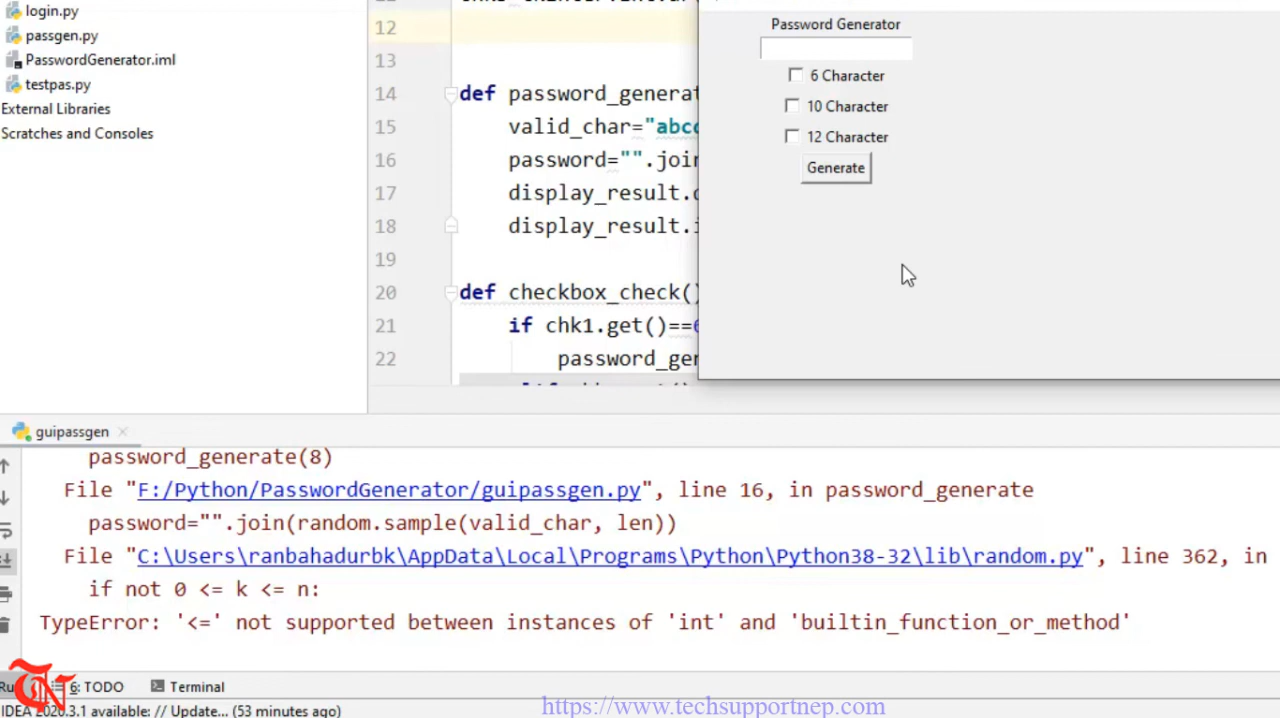 login.py
passgen.py
PasswordGenerator.iml
testpas.py
External Libraries
Scratches and Consoles
12
13
14 def password_generat
15 valid_char="abcd
16 password="".join
17 display_result.
18 display_result.
19
20 def checkbox_check()
21 if chk1.get()==6
22 password_ger
Password Generator
6 Character
10 Character
12 Character
Generate
guipassgen
password_generate(8)
File "F:/Python/PasswordGenerator/guipassgen.py", line 16, in password_generate
password="".join(random.sample(valid_char, len))
File "C:\Users\ranbahadurbk\AppData\Local\Programs\Python\Python38-32\lib\random.py", line 362, in
if not 0 <= k <= n:
TypeError: '<=' not supported between instances of 'int' and 'builtin_function_or_method'
Ru
6: TODO
Terminal
TN
IDEA 2020.3.1 available: // Update... (53 minutes ago)
https://www.techsupportnep.com